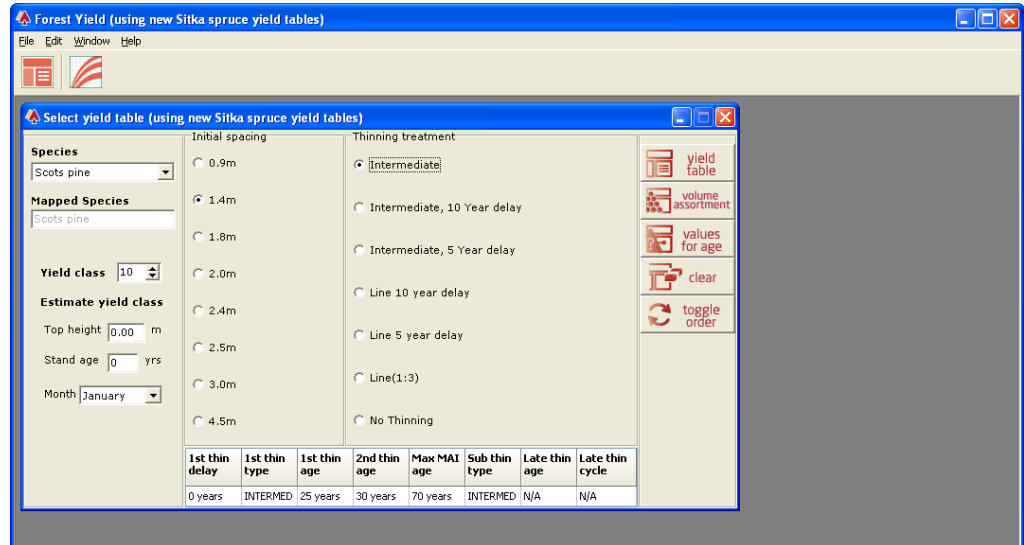 Forest Yield (using new Sitka spruce yield tables)
File Edit Window Help
Select yield table (using new Sitka spruce yield tables)
Species
Scots pine
Mapped Species
Scots pine
Yield class 10
Estimate yield class
Top height 0.00 m
Stand age 0 yrs
Month January
Initial spacing
0.9m
1.4m
1.8m
2.0m
2.4m
2.5m
3.0m
4.5m
Thinning treatment
Intermediate
Intermediate, 10 Year delay
Intermediate, 5 Year delay
Line 10 year delay
Line 5 year delay
Line(1:3)
No Thinning
yield
table
volume
assortment
values
for age
clear
toggle
order
1st thin 1st thin 1st thin 2nd thin Max MAI Sub thin Late thin Late thin
delay type age age age type age cycle
0 years INTERMED 25 years 30 years 70 years INTERMED N/A N/A